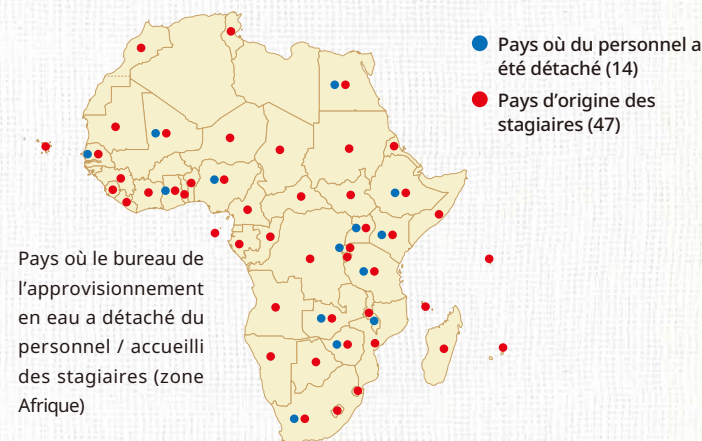 Pays où du personnel a
été détaché (14)
Pays d'origine des
stagiaires (47)
Pays où le bureau de
l'approvisionnement
en eau a détaché du
personnel / accueilli
des stagiaires (zone
Afrique)